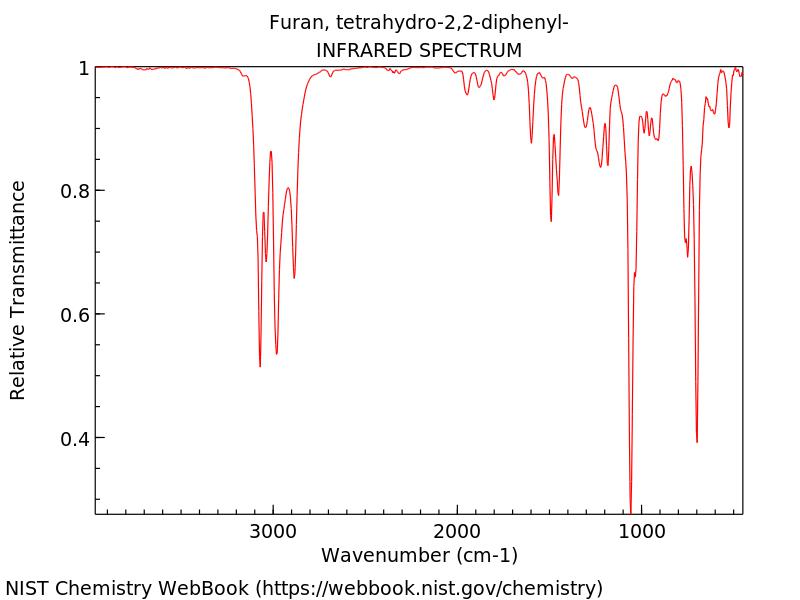 Furan, tetrahydro-2,2-diphenyl-
INFRARED SPECTRUM
1
0.8
0.6
0.4
Relative Transmittance
3000 2000 1000
Wavenumber (cm-1)
NIST Chemistry WebBook (https://webbook.nist.gov/chemistry)